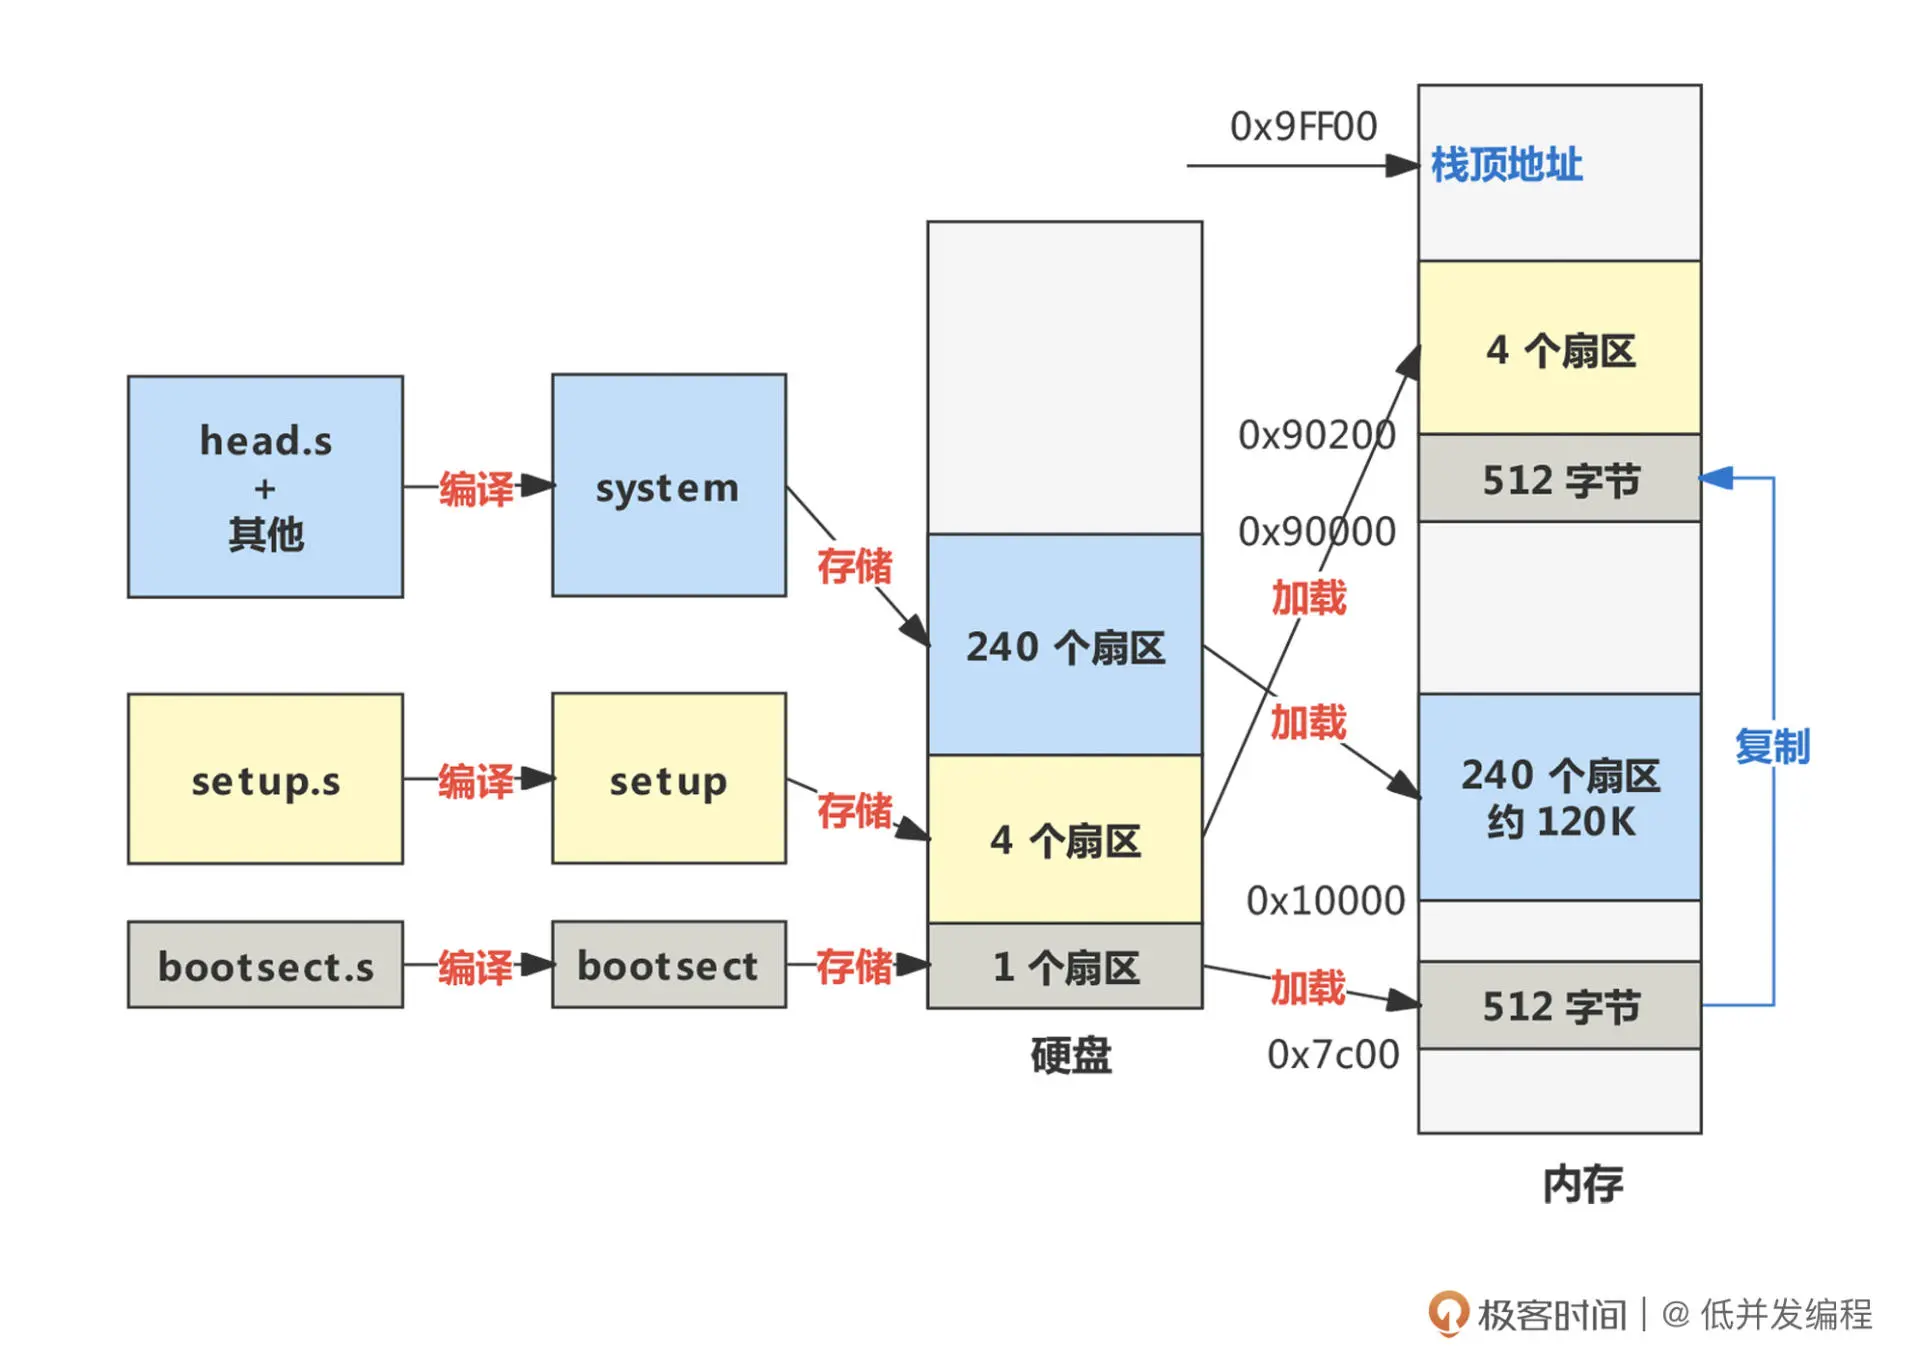 0x9FF00
栈顶地址
4 个扇区
0x90200
head.s
+
其他
编译
system
512 字节
0x90000
存储
加载
240 个扇区
加载
240 个扇区
约 120K
复制
setup.s
编译
setup
存储
4 个扇区
0x10000
bootsect.s
编译
bootsect
存储
1 个扇区
加载
512 字节
硬盘
0x7c00
内存
极客时间 | @ 低并发编程